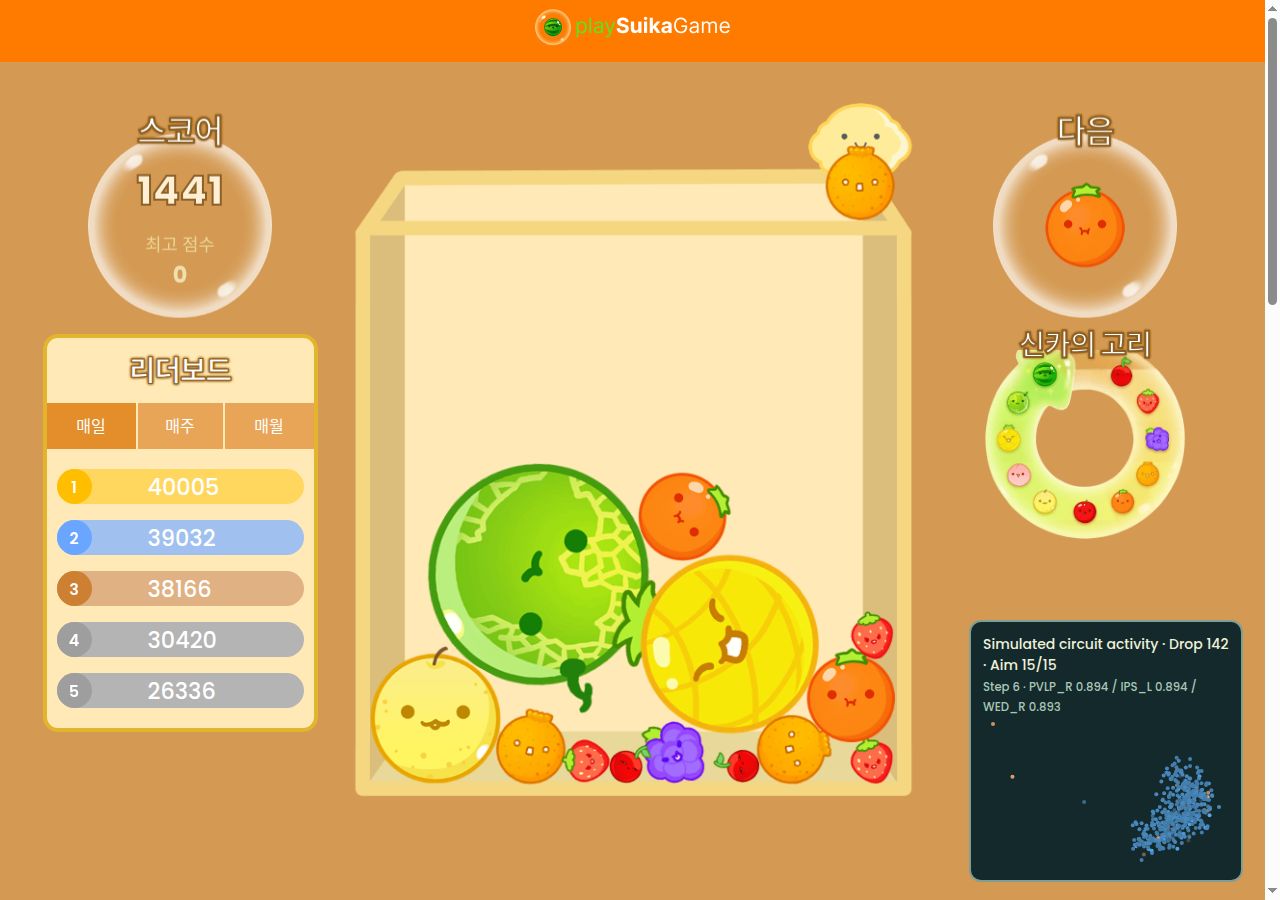 playSuikaGame
스코어
1441
최고 점수
0
리더보드
매일 매주 매월
1 40005
2 39032
3 38166
4 30420
5 26336
다음
신카의 고리
Simulated circuit activity · Drop 142
· Aim 15/15
Step 6 · PVLP_R 0.894 / IPS_L 0.894 /
WED_R 0.893